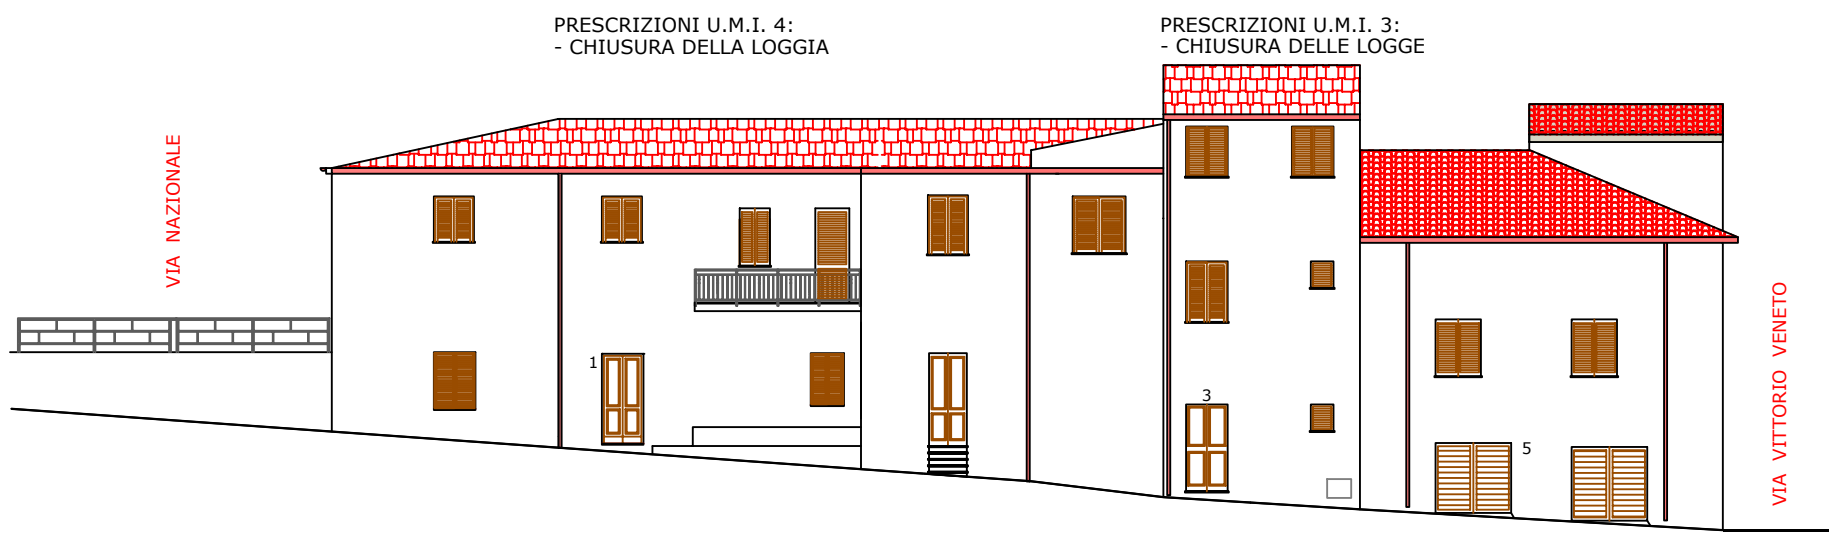 PRESCRIZIONI U.M.I. 4:
- CHIUSURA DELLA LOGGIA
PRESCRIZIONI U.M.I. 3:
- CHIUSURA DELLE LOGGE
VIA NAZIONALE
1
3
5
VIA VITTORIO VENETO